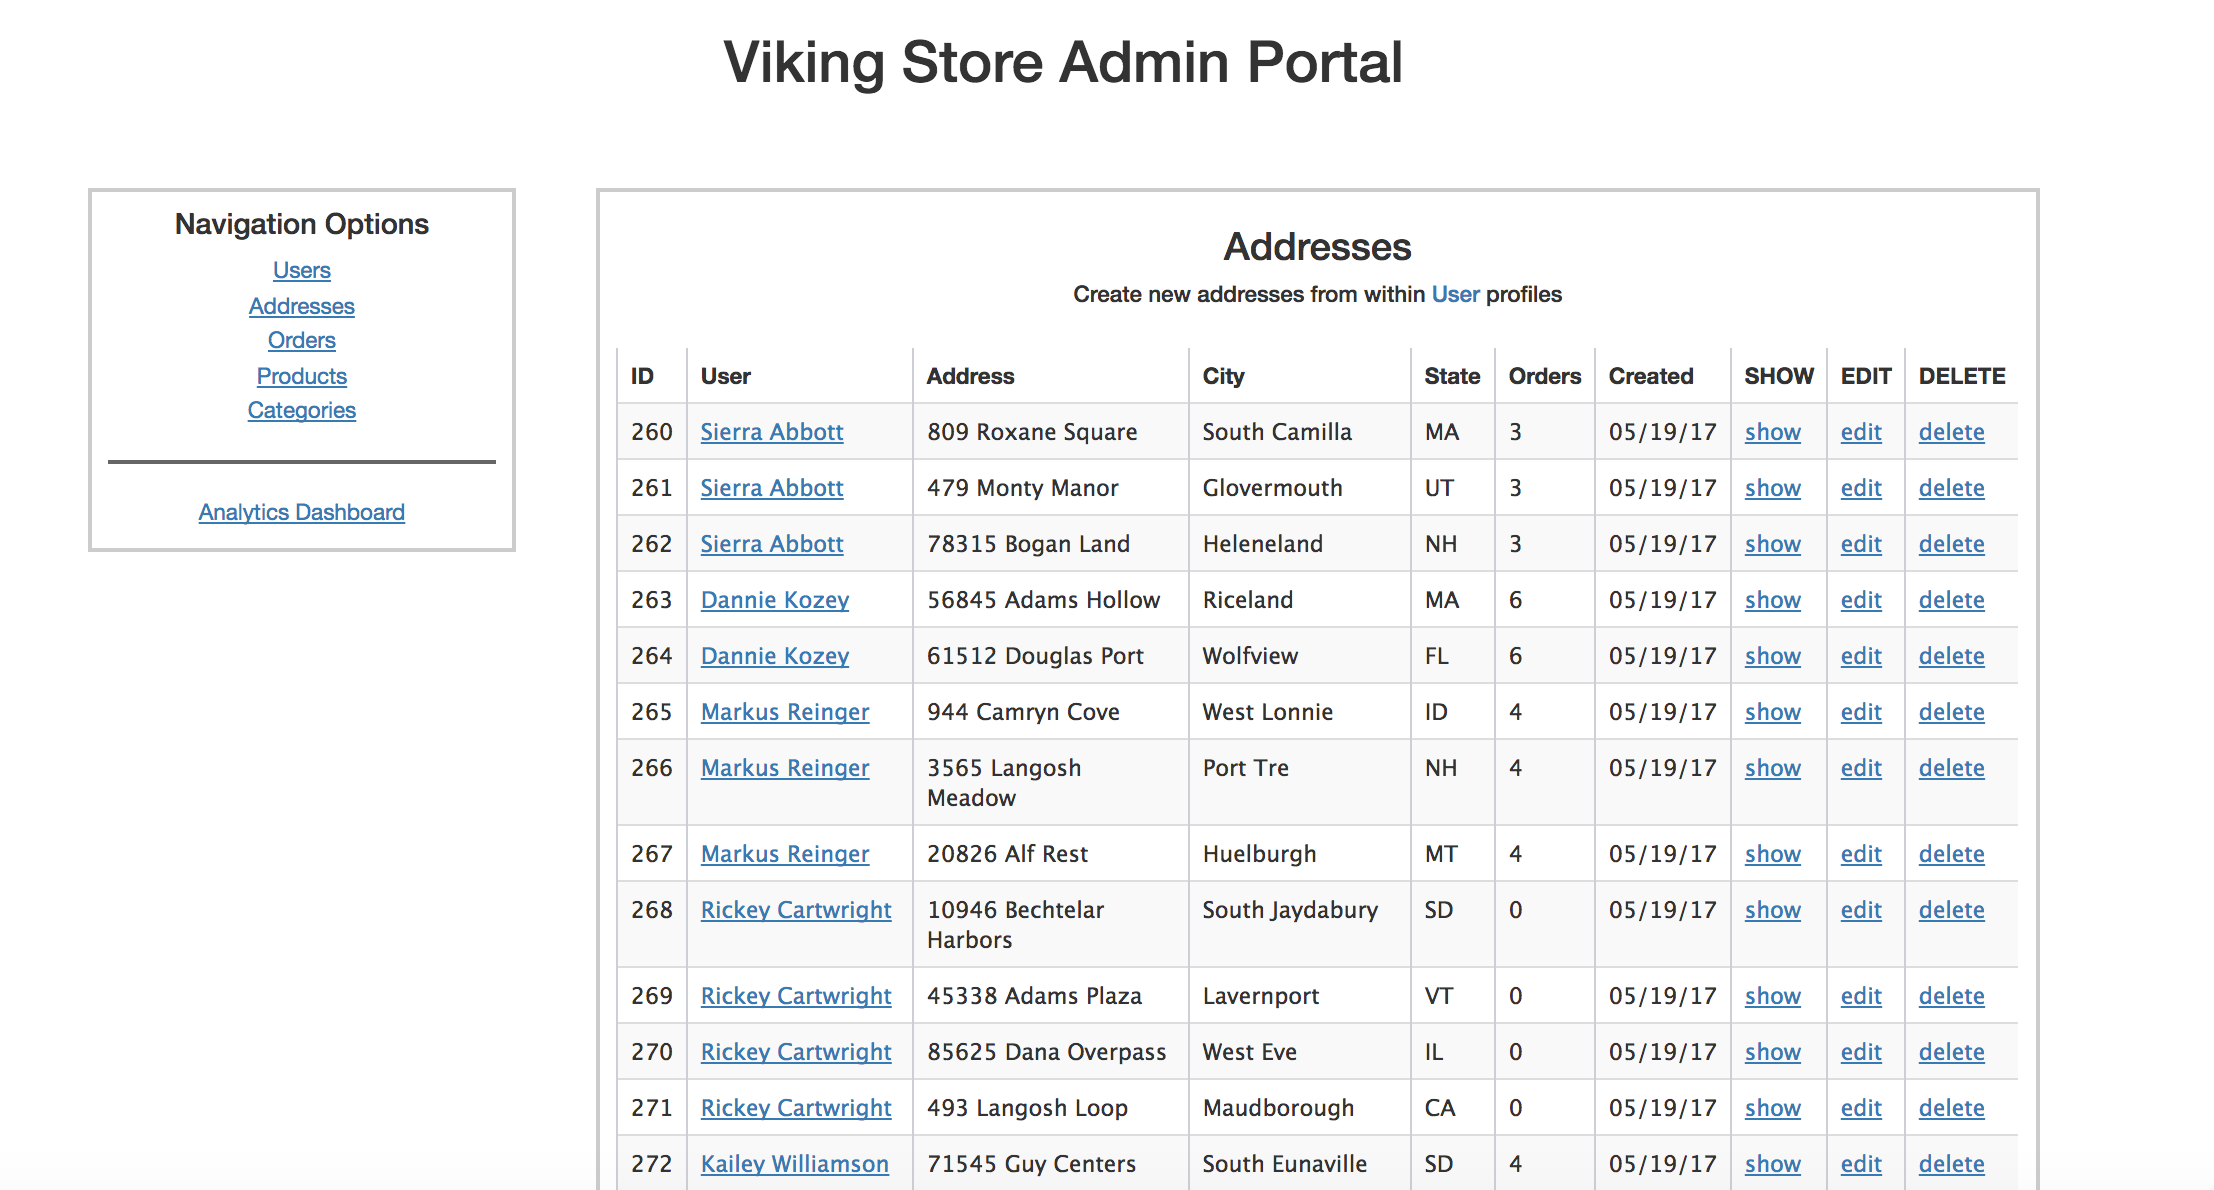 Viking Store Admin Portal
Navigation Options
Users
Addresses
Orders
Products
Categories
Analytics Dashboard
Addresses
Create new addresses from within User profiles
ID User Address City State Orders Created SHOW EDIT DELETE
260 Sierra Abbott 809 Roxane Square South Camilla MA 3 05/19/17 show edit delete
261 Sierra Abbott 479 Monty Manor Glovermouth UT 3 05/19/17 show edit delete
262 Sierra Abbott 78315 Bogan Land Heleneland NH 3 05/19/17 show edit delete
263 Dannie Kozey 56845 Adams Hollow Riceland MA 6 05/19/17 show edit delete
264 Dannie Kozey 61512 Douglas Port Wolfview FL 6 05/19/17 show edit delete
265 Markus Reinger 944 Camryn Cove West Lonnie ID 4 05/19/17 show edit delete
266 Markus Reinger 3565 Langosh Port Tre NH 4 05/19/17 show edit delete
Meadow
267 Markus Reinger 20826 Alf Rest Huelburgh MT 4 05/19/17 show edit delete
268 Rickey Cartwright 10946 Bechtelar South Jaydabury SD 0 05/19/17 show edit delete
Harbors
269 Rickey Cartwright 45338 Adams Plaza Lavernport VT 0 05/19/17 show edit delete
270 Rickey Cartwright 85625 Dana Overpass West Eve IL 0 05/19/17 show edit delete
271 Rickey Cartwright 493 Langosh Loop Maudborough CA 0 05/19/17 show edit delete
272 Kailey Williamson 71545 Guy Centers South Eunaville SD 4 05/19/17 show edit delete